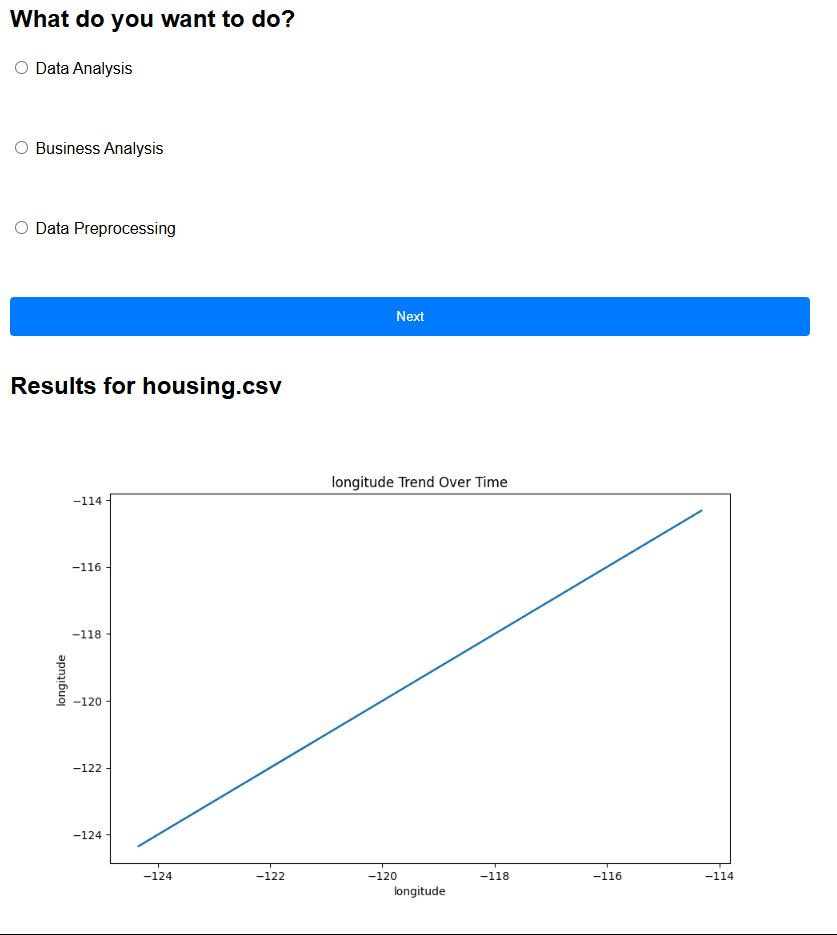 What do you want to do?
Data Analysis
Business Analysis
Data Preprocessing
Next
Results for housing.csv
longitude Trend Over Time
−114
−116
−118
−120
−122
−124
longitude
−124 −122 −120 −118 −116 −114
longitude